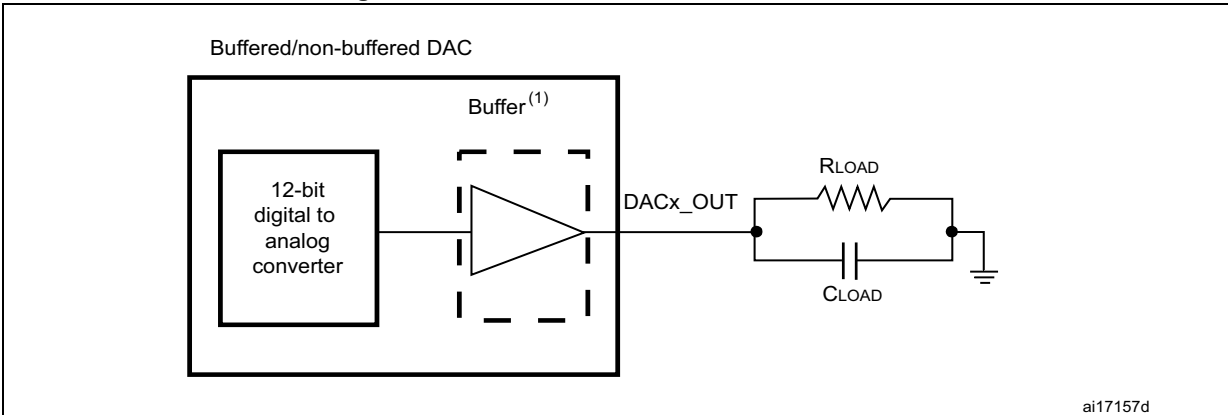 Buffered/non-buffered DAC
Buffer(1)
12-bit
digital to
analog
converter
DACx_OUT
RLOAD
CLOAD
ai17157d